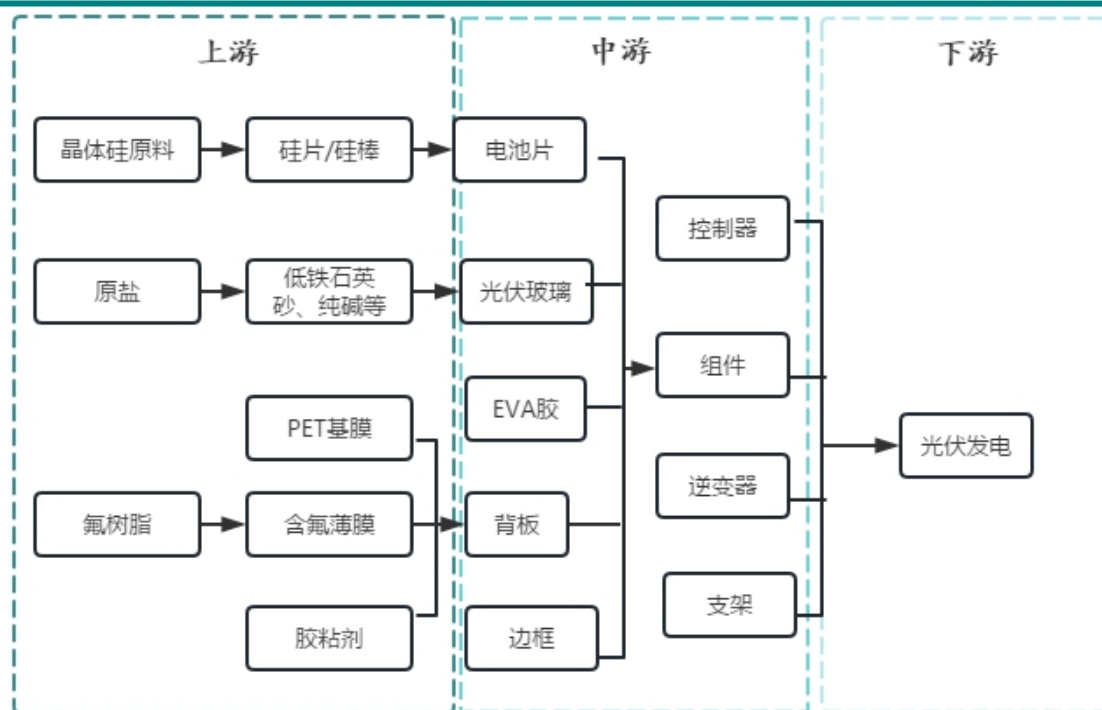 上游
中游
下游
晶体硅原料
硅片/硅棒
电池片
控制器
原盐
低铁石英
砂、纯碱等
光伏玻璃
组件
PET基膜
EVA胶
光伏发电
逆变器
氟树脂
含氟薄膜
背板
支架
胶粘剂
边框